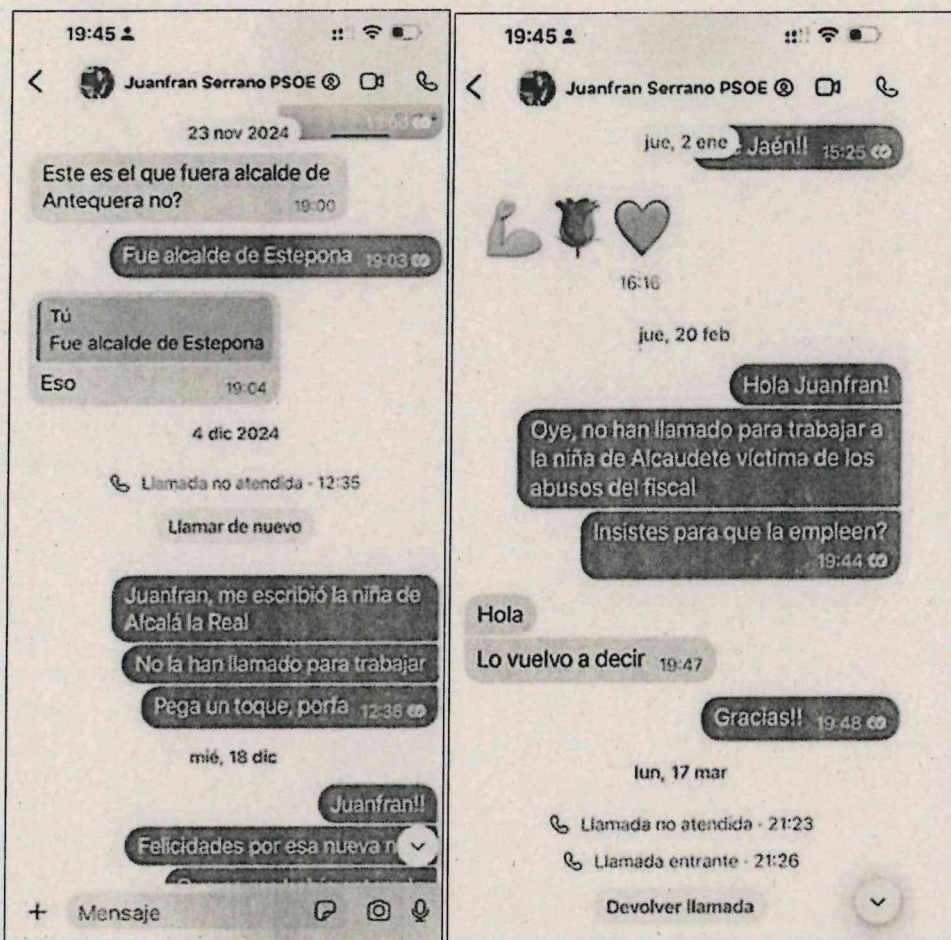 19:45
Juanfran Serrano PSOE
23 nov 2024
Este es el que fuera alcalde de
Antequera no?
19:00
Fue alcalde de Estepona 19:03
Tú
Fue alcalde de Estepona
Eso 19:04
4 dic 2024
Llamada no atendida - 12:35
Llamar de nuevo
Juanfran, me escribió la niña de
Alcalá la Real
No la han llamado para trabajar
Pega un toque, porfa 12:36
mié, 18 dic
Juanfran!!
Felicidades por esa nueva
Mensaje
19:45
Juanfran Serrano PSOE
jue, 2 ene
Jaén!! 15:25
16:16
jue, 20 feb
Hola Juanfran!
Oye, no han llamado para trabajar a
la niña de Alcaudete víctima de los
abusos del fiscal
Insistes para que la empleen?
19:44
Hola
Lo vuelvo a decir 19:47
Gracias!! 19:48
lun, 17 mar
Llamada no atendida - 21:23
Llamada entrante - 21:26
Devolver llamada